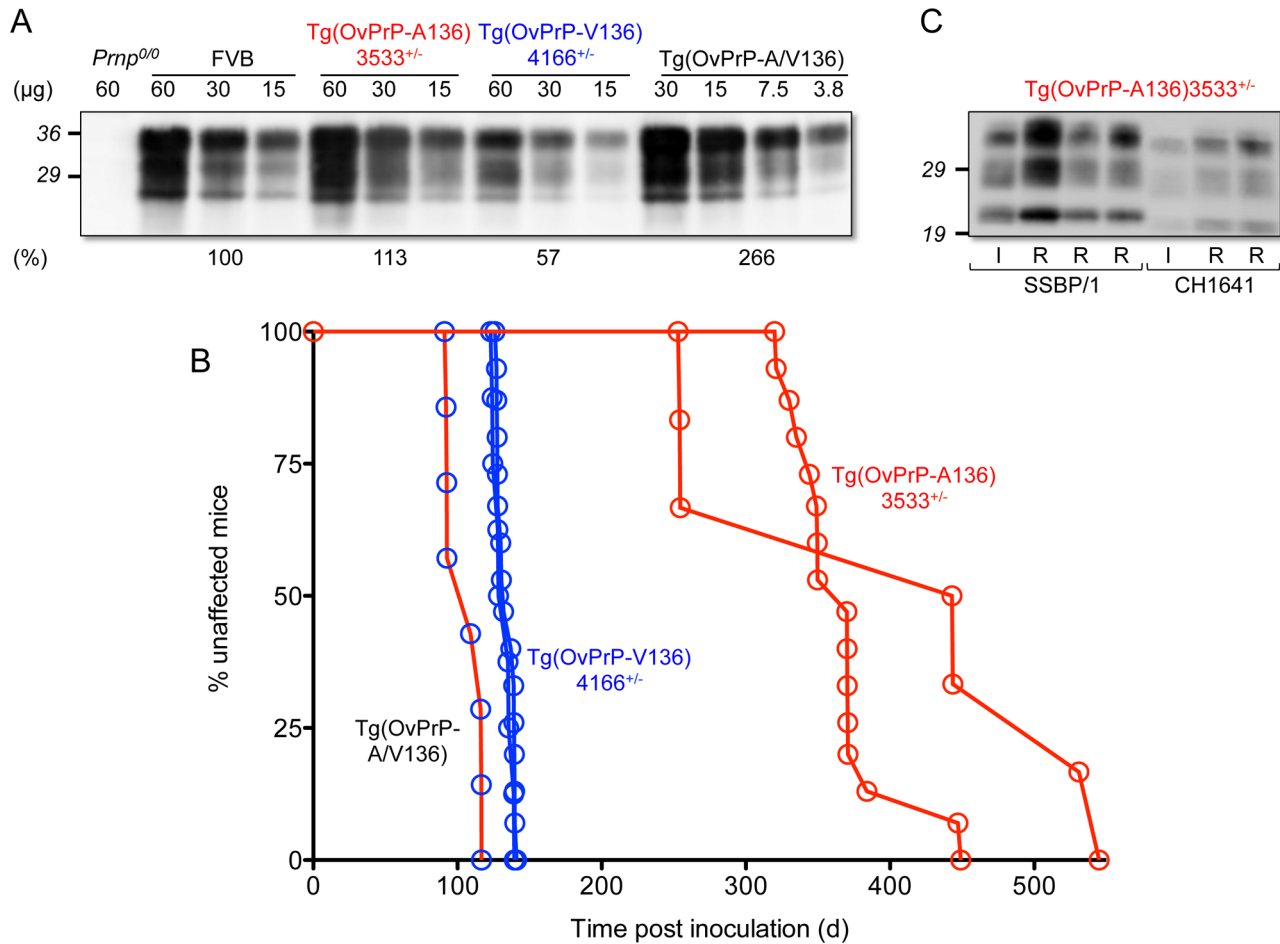 A
Prnp0/0
FVB
Tg(OvPrP-A136)
3533+/-
Tg(OvPrP-V136)
4166+/-
Tg(OvPrP-A/V136)
(µg) 60 60 30 15 60 30 15 60 30 15 30 15 7.5 3.8
36
29
(%) 100 113 57 266
C
Tg(OvPrP-A136)3533+/-
29
19
I R R R I R R
SSBP/1 CH1641
B
% unaffected mice
100
75
50
25
0
Tg(OvPrP-A136)
3533+/-
Tg(OvPrP-V136)
4166+/-
Tg(OvPrP-
A/V136)
0 100 200 300 400 500
Time post inoculation (d)